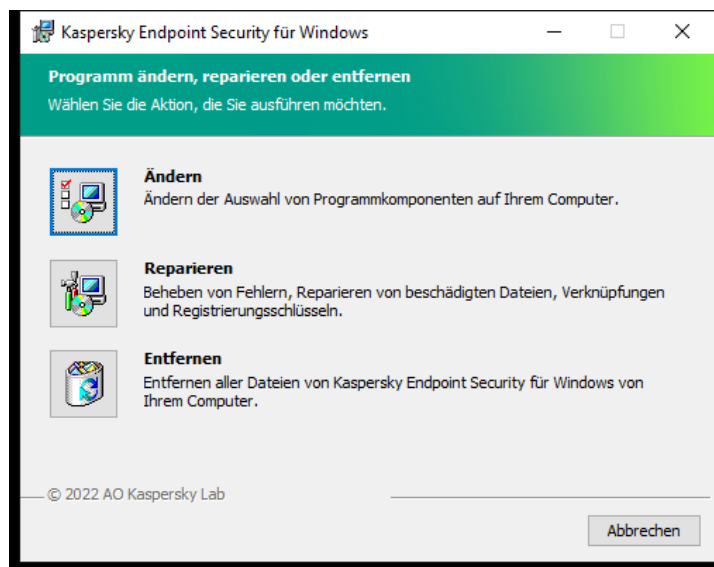 Kaspersky Endpoint Security für Windows
Programm ändern, reparieren oder entfernen
Wählen Sie die Aktion, die Sie ausführen möchten.
Ändern
Ändern der Auswahl von Programmkomponenten auf Ihrem Computer.
Reparieren
Beheben von Fehlern, Reparieren von beschädigten Dateien, Verknüpfungen
und Registrierungsschlüsseln.
Entfernen
Entfernen aller Dateien von Kaspersky Endpoint Security für Windows von
Ihrem Computer.
© 2022 AO Kaspersky Lab
Abbrechen